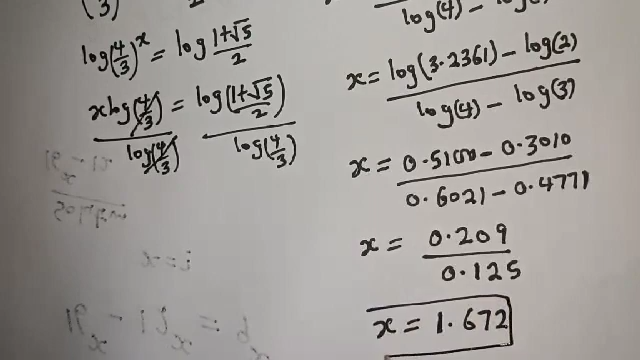 log(4/3)^x = log (1+√5)/2
xlog(4/3) / log(4/3) = log((1+√5)/2) / log(4/3)
x = (log(3.2361) - log(2)) / (log(4) - log(3))
x = (0.5100 - 0.3010) / (0.6021 - 0.4771)
x = 0.209 / 0.125
x = 1.672